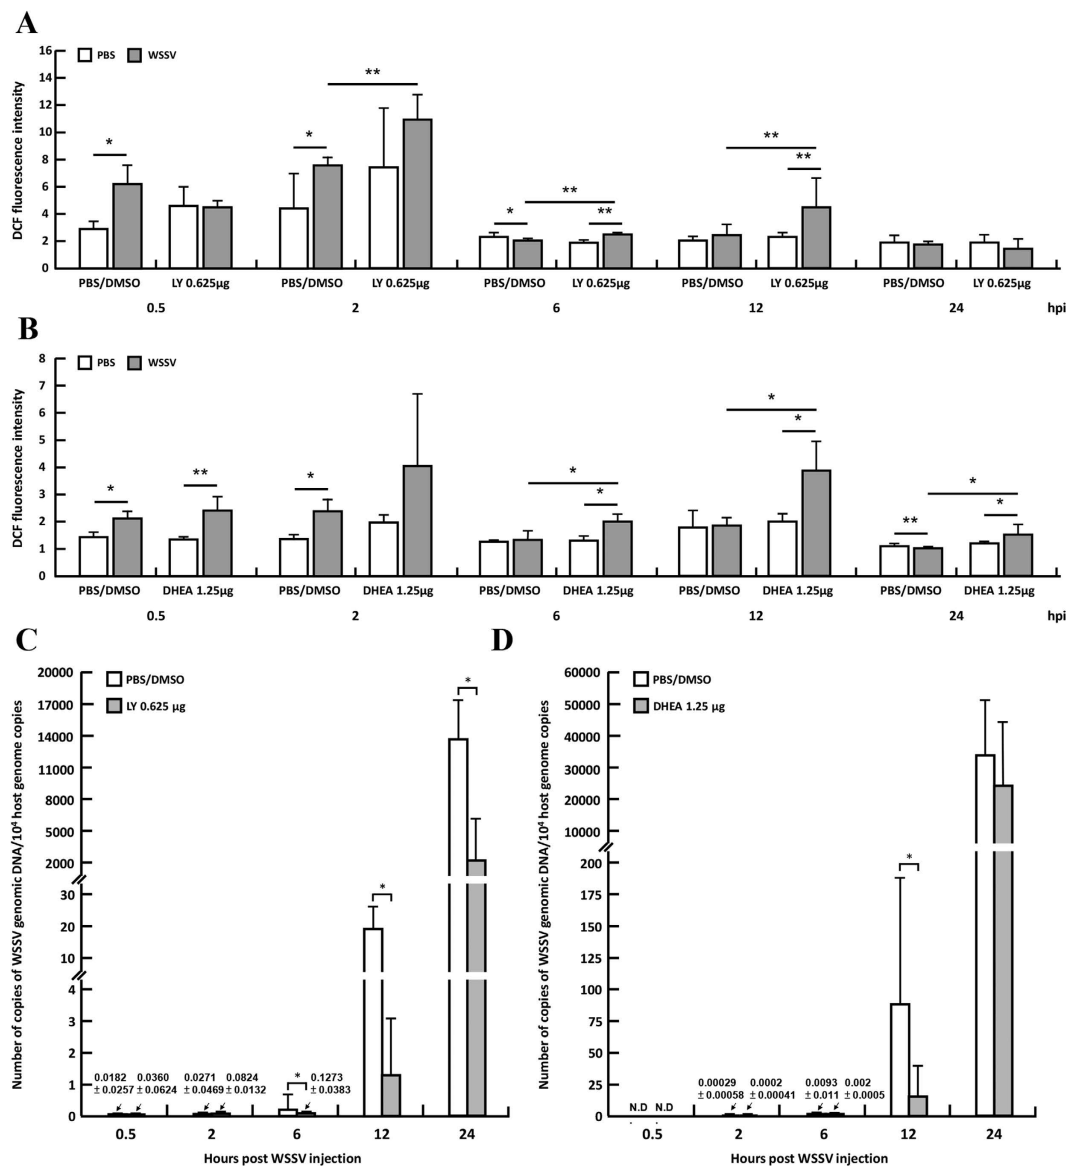 A
PBS WSSV
DCF fluorescence intensity
16
14
12
10
8
6
4
2
0
* * ** * ** ** ** **
PBS/DMSO LY 0.625µg PBS/DMSO LY 0.625µg PBS/DMSO LY 0.625µg PBS/DMSO LY 0.625µg PBS/DMSO LY 0.625µg
0.5 2 6 12 24 hpi
B
PBS WSSV
DCF fluorescence intensity
8
7
6
5
4
3
2
1
0
* ** * * * * * ** * *
PBS/DMSO DHEA 1.25µg PBS/DMSO DHEA 1.25µg PBS/DMSO DHEA 1.25µg PBS/DMSO DHEA 1.25µg PBS/DMSO DHEA 1.25µg
0.5 2 6 12 24 hpi
C
PBS/DMSO
LY 0.625 µg
Number of copies of WSSV genomic DNA/10⁴ host genome copies
20000
17000
14000
11000
8000
5000
2000
30
20
10
4
3
2
1
0
0.0182 0.0360 0.0271 0.0824 0.1273
± 0.0257 ± 0.0624 ± 0.0469 ± 0.0132 ± 0.0383
* * *
0.5 2 6 12 24
Hours post WSSV injection
D
PBS/DMSO
DHEA 1.25 µg
Number of copies of WSSV genomic DNA/10⁴ host genome copies
60000
50000
40000
30000
20000
10000
200
175
150
125
100
75
50
25
0
*
0.00029 0.0002 0.0093 0.002
± 0.00058 ± 0.00041 ± 0.011 ± 0.0005
N.D N.D
0.5 2 6 12 24
Hours post WSSV injection